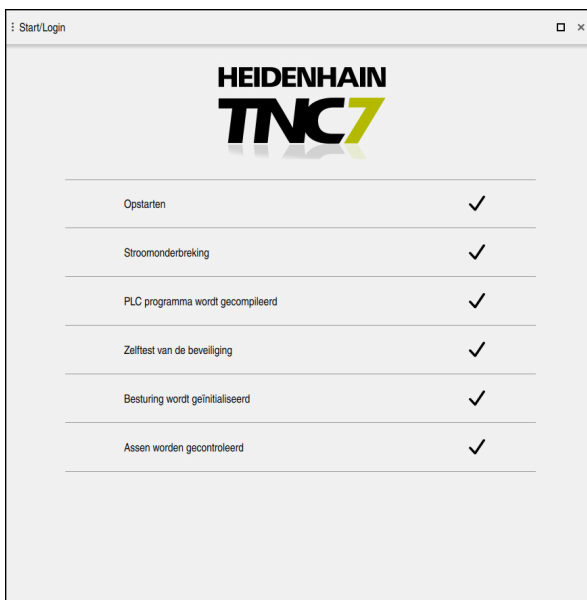 Start/Login
HEIDENHAIN
TNC7
Opstarten
Stroomonderbreking
PLC programma wordt gecompileerd
Zelftest van de beveiliging
Besturing wordt geïnitialiseerd
Assen worden gecontroleerd